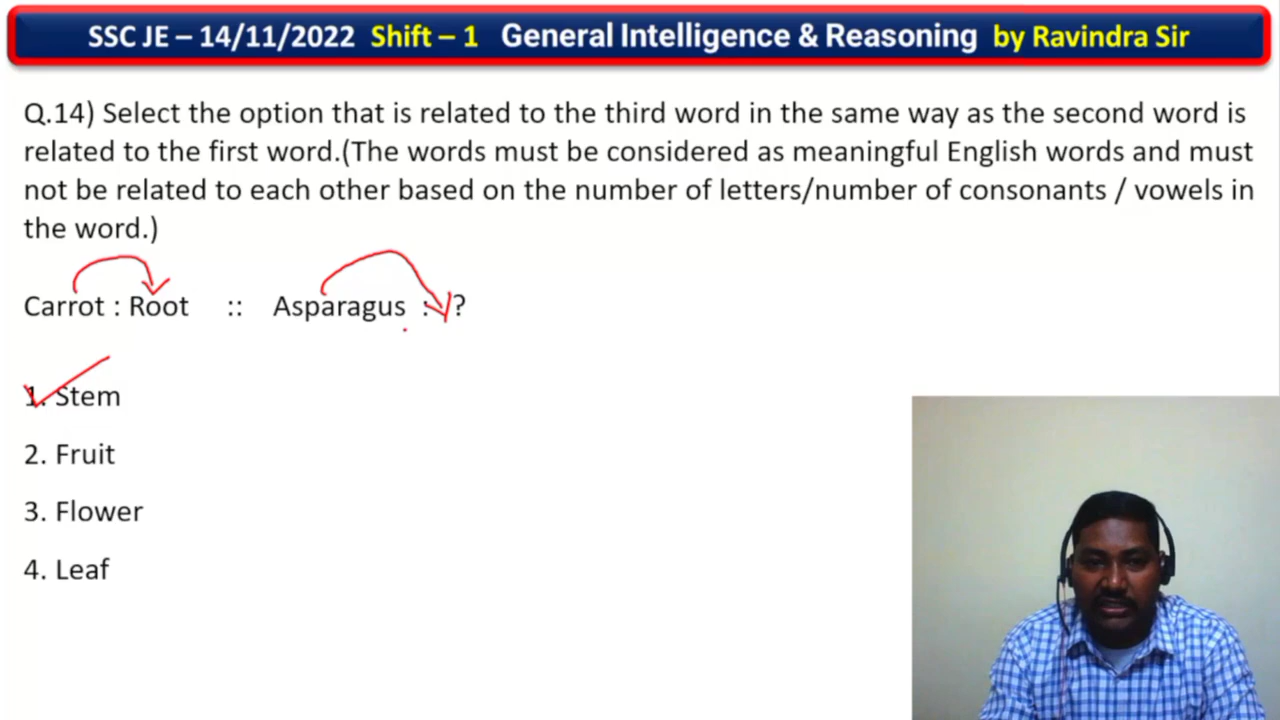 SSC JE – 14/11/2022 Shift – 1 General Intelligence & Reasoning by Ravindra Sir
Q.14) Select the option that is related to the third word in the same way as the second word is
related to the first word.(The words must be considered as meaningful English words and must
not be related to each other based on the number of letters/number of consonants / vowels in
the word.)
Carrot : Root :: Asparagus : ?
1. Stem
2. Fruit
3. Flower
4. Leaf